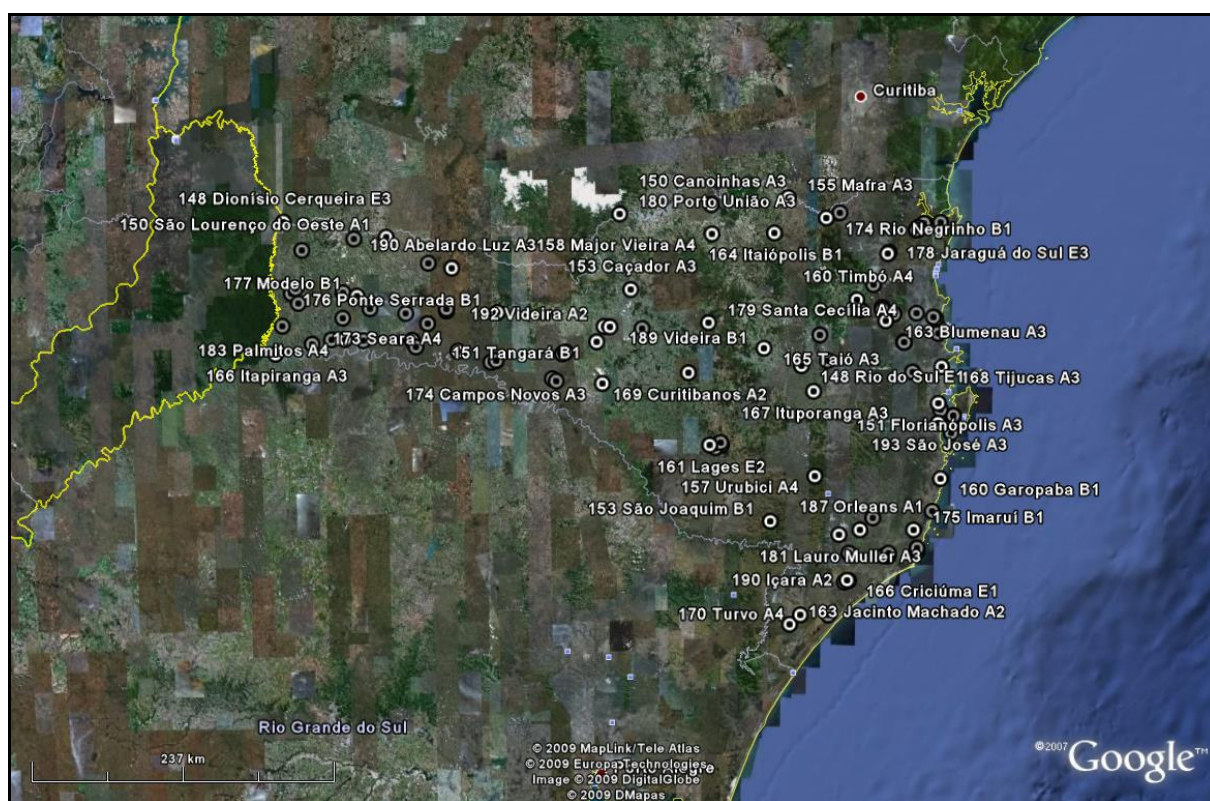 Curitiba
150 Canoinhas A3
155 Mafra A3
148 Dionísio Cerqueira E3
180 Porto União A3
150 São Lourenço do Oeste A1
174 Rio Negrinho B1
190 Abelardo Luz A3
158 Major Vieira A4
164 Itaiópolis B1
178 Jaraguá do Sul E3
153 Caçador A3
160 Timbó A4
177 Modelo B1
176 Ponte Serrada B1
192 Videira A2
179 Santa Cecília A4
163 Blumenau A3
173 Seara A4
189 Videira B1
183 Palmitos A4
151 Tangará B1
165 Taió A3
166 Itapiranga A3
148 Rio do Sul E1
168 Tijucas A3
174 Campos Novos A3
169 Curitibanos A2
167 Ituporanga A3
151 Florianópolis A3
193 São José A3
161 Lages E2
157 Urubici A4
160 Garopaba B1
153 São Joaquim B1
187 Orleans A1
175 Imaruí B1
181 Lauro Muller A3
190 Içara A2
166 Criciúma E1
170 Turvo A4
163 Jacinto Machado A2
Rio Grande do Sul
237 km
© 2009 MapLink/Tele Atlas
© 2009 Europa Technologies
Porto Alegre
Image © 2009 DigitalGlobe
© 2009 DMapas
©2007 Google™